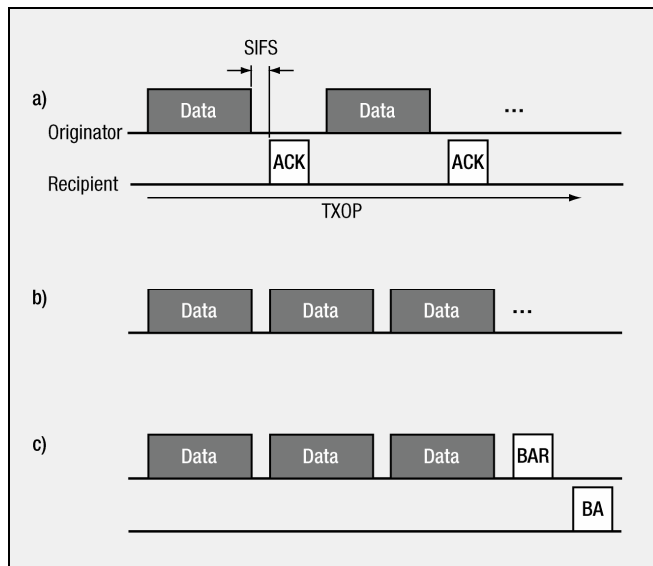 SIFS
a)
Data
Data
...
Originator
ACK
ACK
Recipient
TXOP
b)
Data
Data
Data
...
c)
Data
Data
Data
BAR
BA